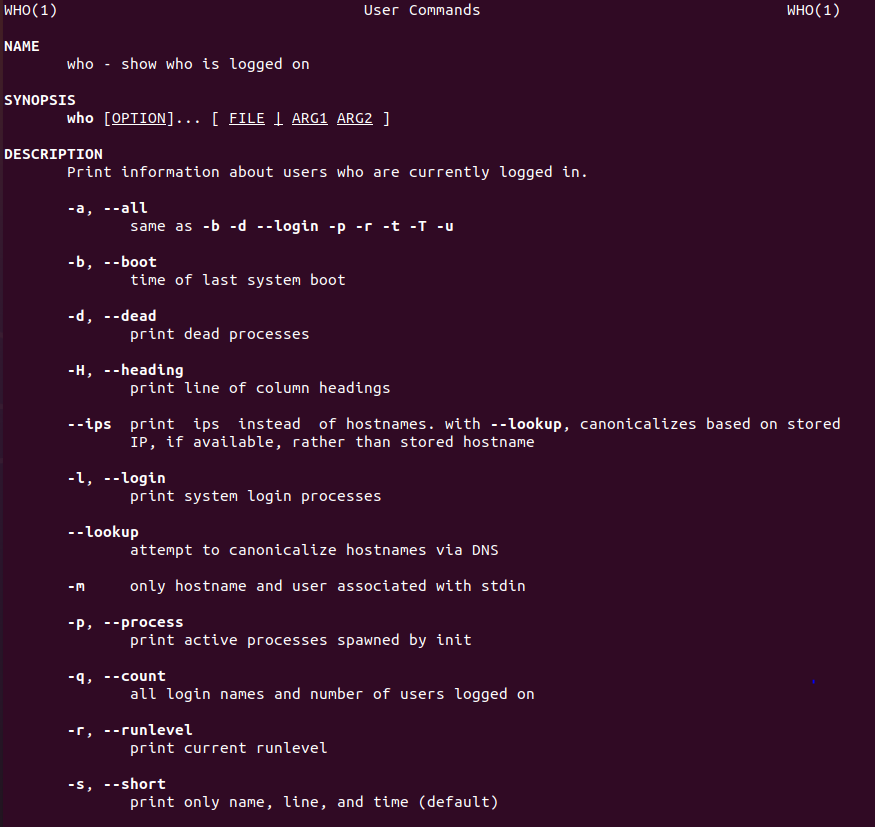 WHO(1) User Commands WHO(1)
NAME
who - show who is logged on
SYNOPSIS
who [OPTION]... [ FILE | ARG1 ARG2 ]
DESCRIPTION
Print information about users who are currently logged in.
-a, --all
same as -b -d --login -p -r -t -T -u
-b, --boot
time of last system boot
-d, --dead
print dead processes
-H, --heading
print line of column headings
--ips print ips instead of hostnames. with --lookup, canonicalizes based on stored
IP, if available, rather than stored hostname
-l, --login
print system login processes
--lookup
attempt to canonicalize hostnames via DNS
-m only hostname and user associated with stdin
-p, --process
print active processes spawned by init
-q, --count
all login names and number of users logged on
-r, --runlevel
print current runlevel
-s, --short
print only name, line, and time (default)